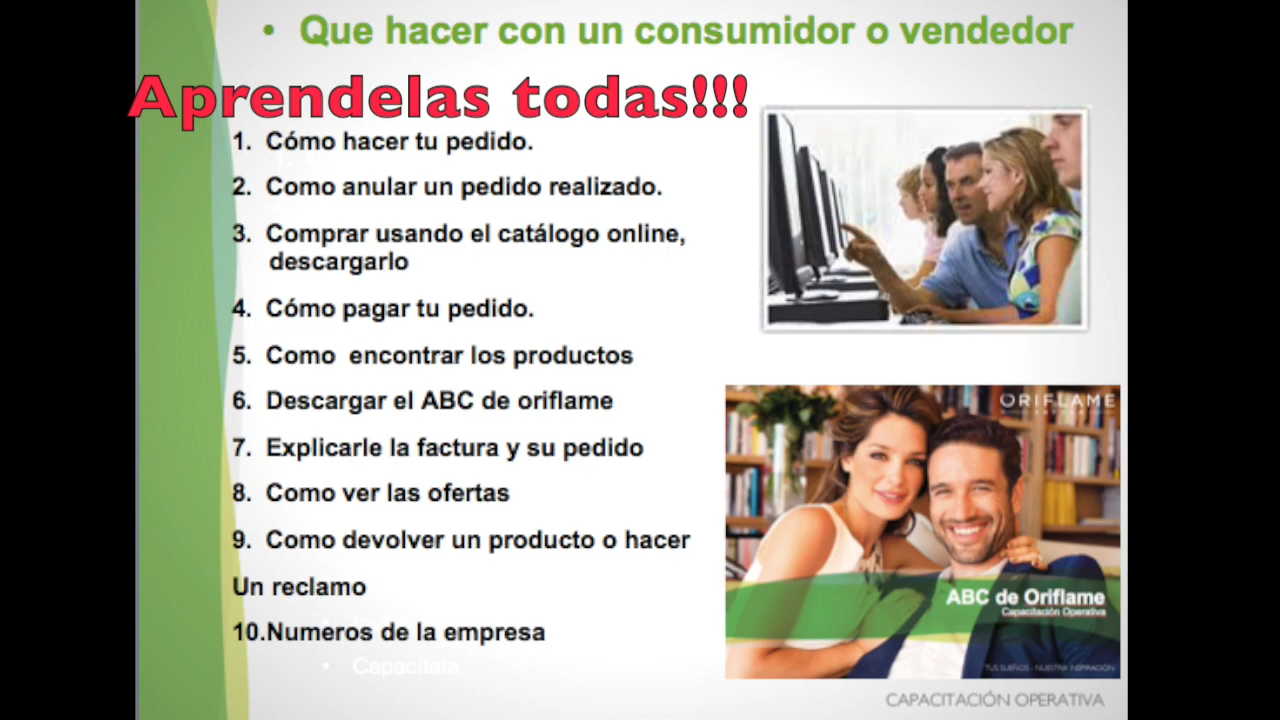 • Que hacer con un consumidor o vendedor
Aprendelas todas!!!
1. Cómo hacer tu pedido.
2. Como anular un pedido realizado.
3. Comprar usando el catálogo online,
descargarlo
4. Cómo pagar tu pedido.
5. Como encontrar los productos
6. Descargar el ABC de oriflame
7. Explicarle la factura y su pedido
8. Como ver las ofertas
9. Como devolver un producto o hacer
Un reclamo
10.Numeros de la empresa
• Capacitate
ORIFLAME
ABC de Oriflame
Capacitación Operativa
TUS SUEÑOS - NUESTRA INSPIRACIÓN
CAPACITACIÓN OPERATIVA